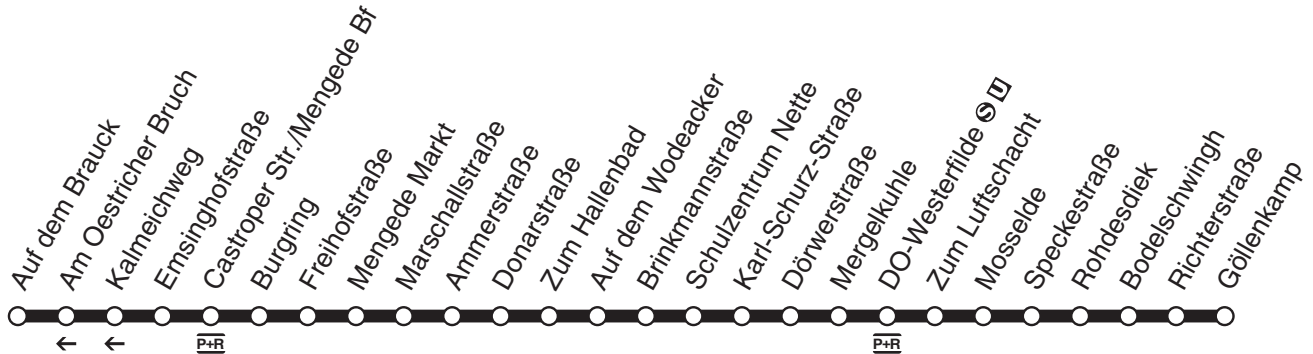 Auf dem Brauck
Am Oestricher Bruch
Kalmeichweg
Emsinghofstraße
Castroper Str./Mengede Bf
Burgring
Freihofstraße
Mengede Markt
Marschallstraße
Ammerstraße
Donarstraße
Zum Hallenbad
Auf dem Wodeacker
Brinkmannstraße
Schulzentrum Nette
Karl-Schurz-Straße
Dörwerstraße
Mergelkuhle
DO-Westerfilde S U
Zum Luftschacht
Mosselde
Speckestraße
Rohdesdiek
Bodelschwingh
Richterstraße
Göllenkamp
P+R
P+R